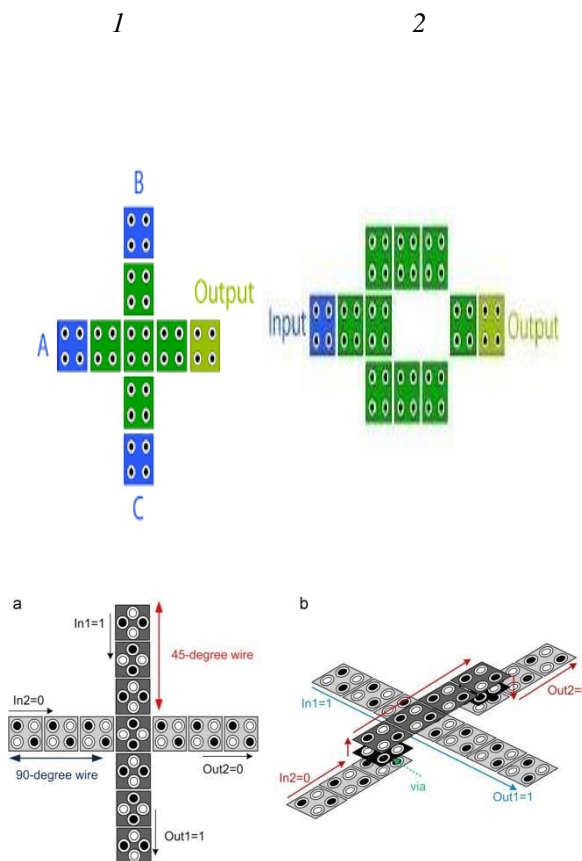 1 2
B
Output
A
Input
Output
C
a
In1=1
45-degree wire
In2=0
Out2=0
90-degree wire
Out1=1
b
In1=1
Out2=0
In2=0
via
Out1=1